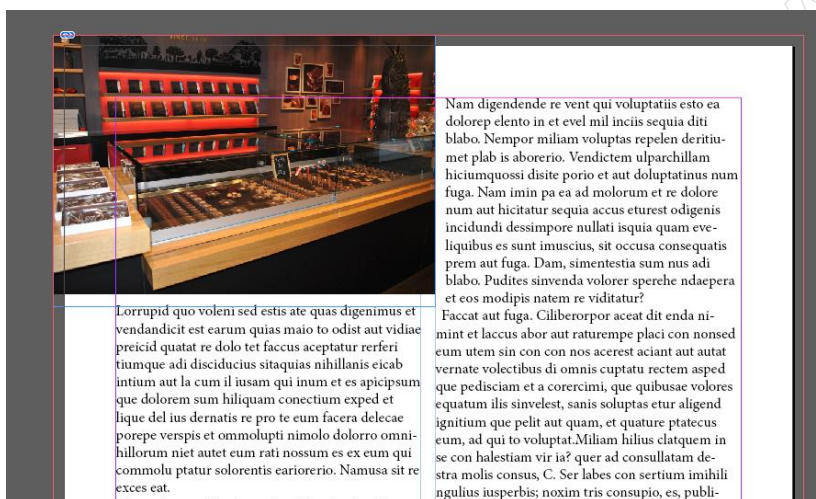 SINCE 1870
Lorrupid quo voleni sed estis ate quas digenimus et
vendandicit est earum quias maio to odist aut vidiae
preicid quatat re dolo tet faccus aceptatur rerferi
tiumque adi disciducius sitaquias nihillanis eicab
intium aut la cum il iusam qui inum et es apicipsum
que dolorem sum hiliquam conectium exped et
lique del ius dernatis re pro te eum facera delecae
porepe verspis et ommolupti nimolo dolorro omni-
hillorum niet autet eum rati nossum es ex eum qui
commolu ptatur solorentis eariorerio. Namusa sit re
exces eat.
Nam digendende re vent qui voluptatiis esto ea
dolorep elento in et evel mil inciis sequia diti
blabo. Nempor miliam voluptas repelen deritiu-
met plab is aborerio. Vendictem ulparchillam
hiciumquossi disite porio et aut doluptatinus num
fuga. Nam imin pa ea ad molorum et re dolore
num aut hicitatur sequia accus eturest odigenis
incidundi dessimpore nullati isquia quam eve-
liquibus es sunt imuscius, sit occusa consequatis
prem aut fuga. Dam, simentestia sum nus adi
blabo. Pudites sinvenda volorer sperehe ndaepera
et eos modipis natem re viditatur?
Faccat aut fuga. Ciliberorpor aceat dit enda ni-
mint et laccus abor aut raturempe placi con nonsed
eum utem sin con con nos acerest aciant aut autat
vernate volectibus di omnis cuptatu rectem asped
que pedisciam et a corercimi, que quibusae volores
equatum ilis sinvelest, sanis soluptas etur aligend
ignitium que pelit aut quam, et quature ptatecus
eum, ad qui to voluptat.Miliam hilius clatquem in
se con halestiam vir ia? quer ad consullatam de-
stra molis consus, C. Ser labes con sertium imihili
ngulius iusperbis; noxim tris consupio, es, publi-